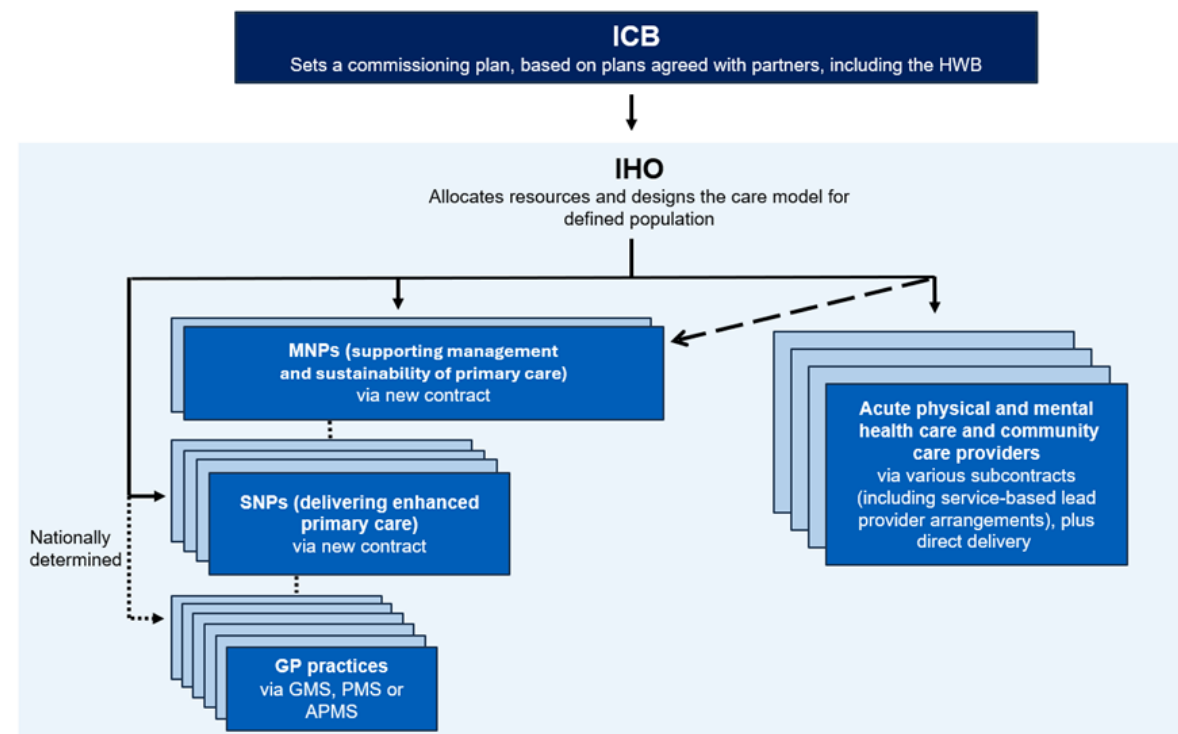 ICB
Sets a commissioning plan, based on plans agreed with partners, including the HWB
IHO
Allocates resources and designs the care model for
defined population
MNPs (supporting management
and sustainability of primary care)
via new contract
Acute physical and mental
health care and community
care providers
via various subcontracts
(including service-based lead
provider arrangements), plus
direct delivery
SNPs (delivering enhanced
primary care)
via new contract
Nationally
determined
GP practices
via GMS, PMS or
APMS